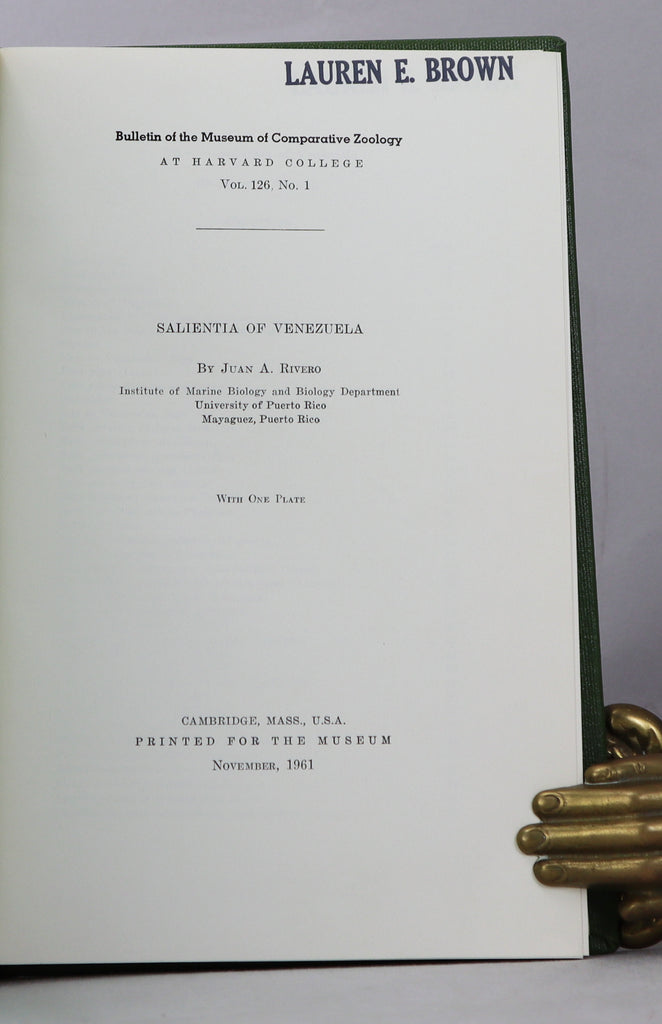 LAUREN E. BROWN
Bulletin of the Museum of Comparative Zoology
AT HARVARD COLLEGE
VOL. 126, NO. 1
SALIENTIA OF VENEZUELA
BY JUAN A. RIVERO
Institute of Marine Biology and Biology Department
University of Puerto Rico
Mayaguez, Puerto Rico
WITH ONE PLATE
CAMBRIDGE, MASS., U.S.A.
PRINTED FOR THE MUSEUM
NOVEMBER, 1961